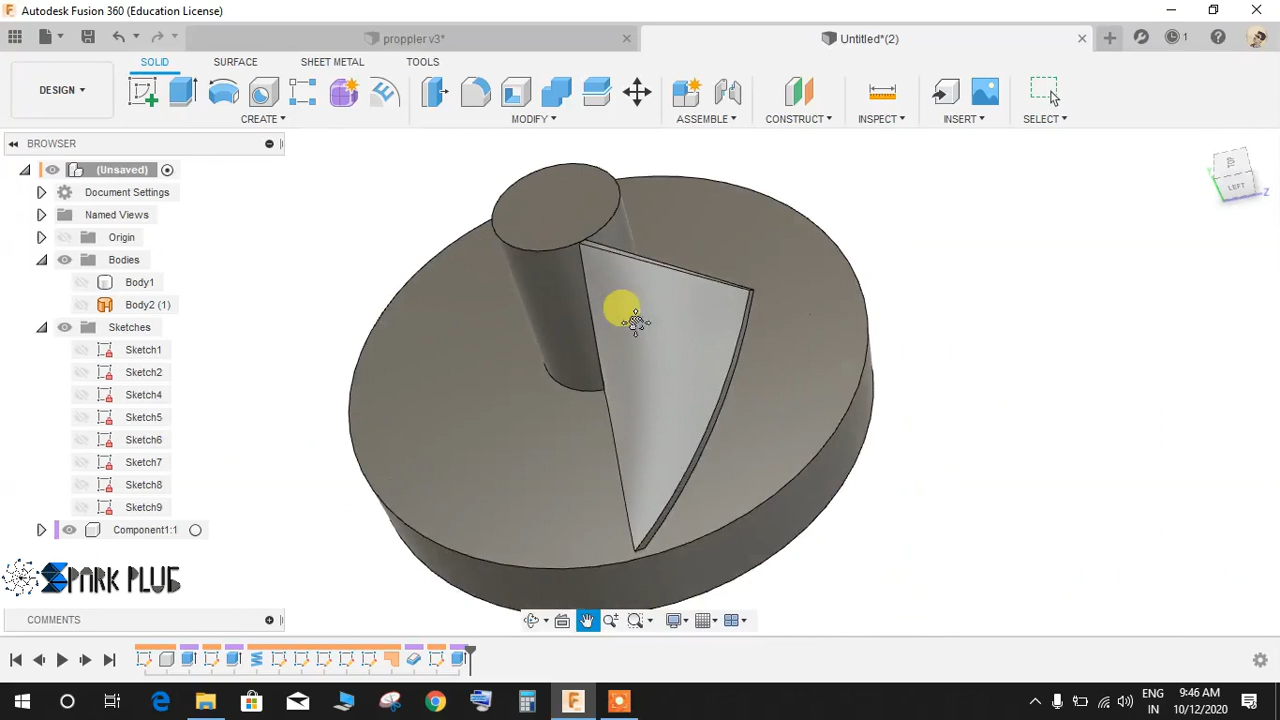 Autodesk Fusion 360 (Education License)
proppler v3*
Untitled*(2)
1
DESIGN
SOLID
SURFACE
SHEET METAL
TOOLS
CREATE
MODIFY
ASSEMBLE
CONSTRUCT
INSPECT
INSERT
SELECT
BROWSER
(Unsaved)
Document Settings
Named Views
Origin
Bodies
Body1
Body2 (1)
Sketches
Sketch1
Sketch2
Sketch4
Sketch5
Sketch6
Sketch7
Sketch8
Sketch9
Component1:1
LEFT
Y
Z
SPARK PLUG
COMMENTS
ENG
IN
9:46 AM
10/12/2020